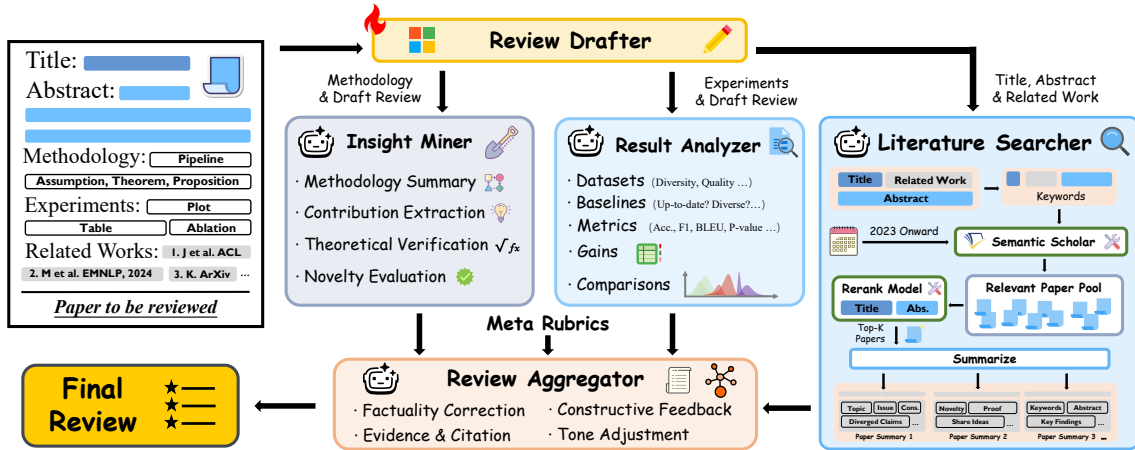 Title:
Abstract:
Methodology: Pipeline
Assumption, Theorem, Proposition
Experiments: Plot
Table Ablation
Related Works: 1. J et al. ACL
2. M et al. EMNLP, 2024 3. K. ArXiv ...
Paper to be reviewed
Review Drafter
Methodology
& Draft Review
Experiments
& Draft Review
Title, Abstract
& Related Work
Insight Miner
· Methodology Summary
· Contribution Extraction
· Theoretical Verification √fx
· Novelty Evaluation
Result Analyzer
· Datasets (Diversity, Quality ...)
· Baselines (Up-to-date? Diverse?...)
· Metrics (Acc., F1, BLEU, P-value ...)
· Gains
· Comparisons
Literature Searcher
Title Related Work
Abstract
Keywords
2023 Onward
Semantic Scholar
Rerank Model
Title Abs.
Relevant Paper Pool
Top-K
Papers
Summarize
Topic Issue Cons.
Diverged Claims ...
Paper Summary 1
Novelty Proof
Share Ideas ...
Paper Summary 2
Keywords Abstract
Key Findings ...
Paper Summary 3 ...
Meta Rubrics
Review Aggregator
· Factuality Correction · Constructive Feedback
· Evidence & Citation · Tone Adjustment
Final
Review